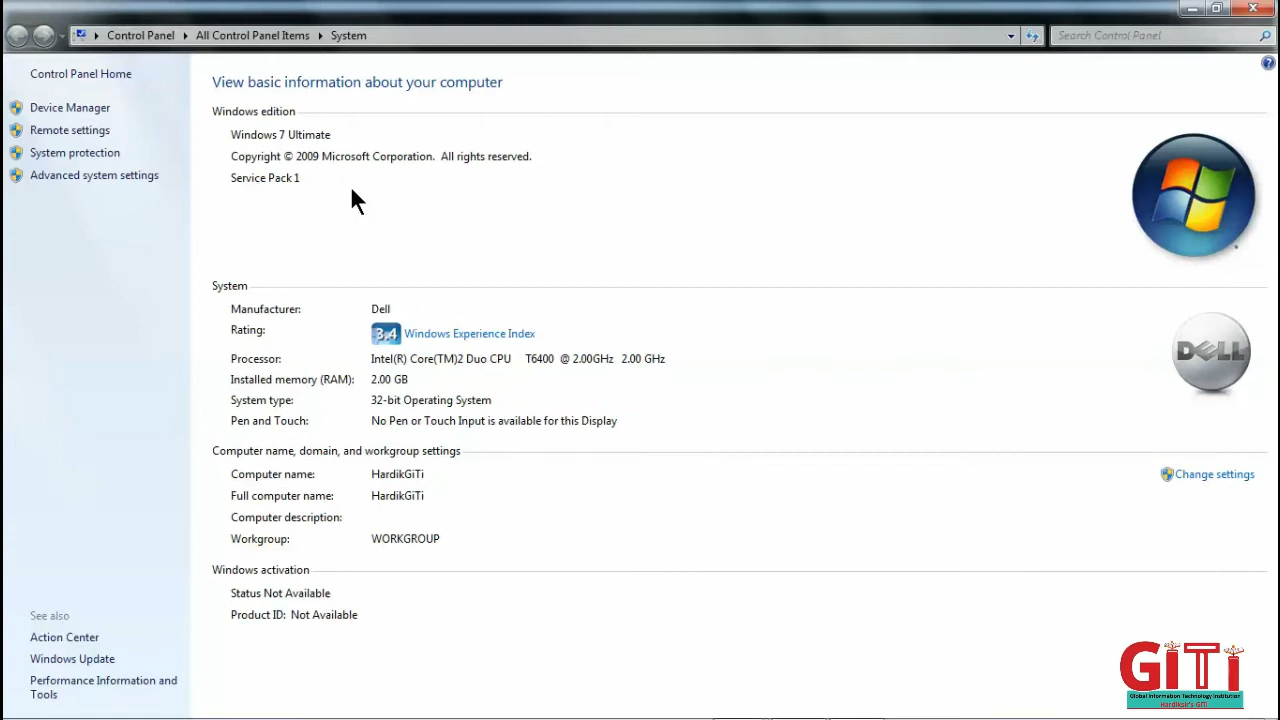 Control Panel All Control Panel Items System
Search Control Panel
Control Panel Home
Device Manager
Remote settings
System protection
Advanced system settings
See also
Action Center
Windows Update
Performance Information and
Tools
View basic information about your computer
Windows edition
Windows 7 Ultimate
Copyright © 2009 Microsoft Corporation. All rights reserved.
Service Pack 1
System
Manufacturer: Dell
Rating: 3.4 Windows Experience Index
Processor: Intel(R) Core(TM)2 Duo CPU T6400 @ 2.00GHz 2.00 GHz
Installed memory (RAM): 2.00 GB
System type: 32-bit Operating System
Pen and Touch: No Pen or Touch Input is available for this Display
DELL
Computer name, domain, and workgroup settings
Computer name: HardikGiTi
Change settings
Full computer name: HardikGiTi
Computer description:
Workgroup: WORKGROUP
Windows activation
Status Not Available
Product ID: Not Available
GiTi
Global Information Technology Institution
Hardiksir's GiTi